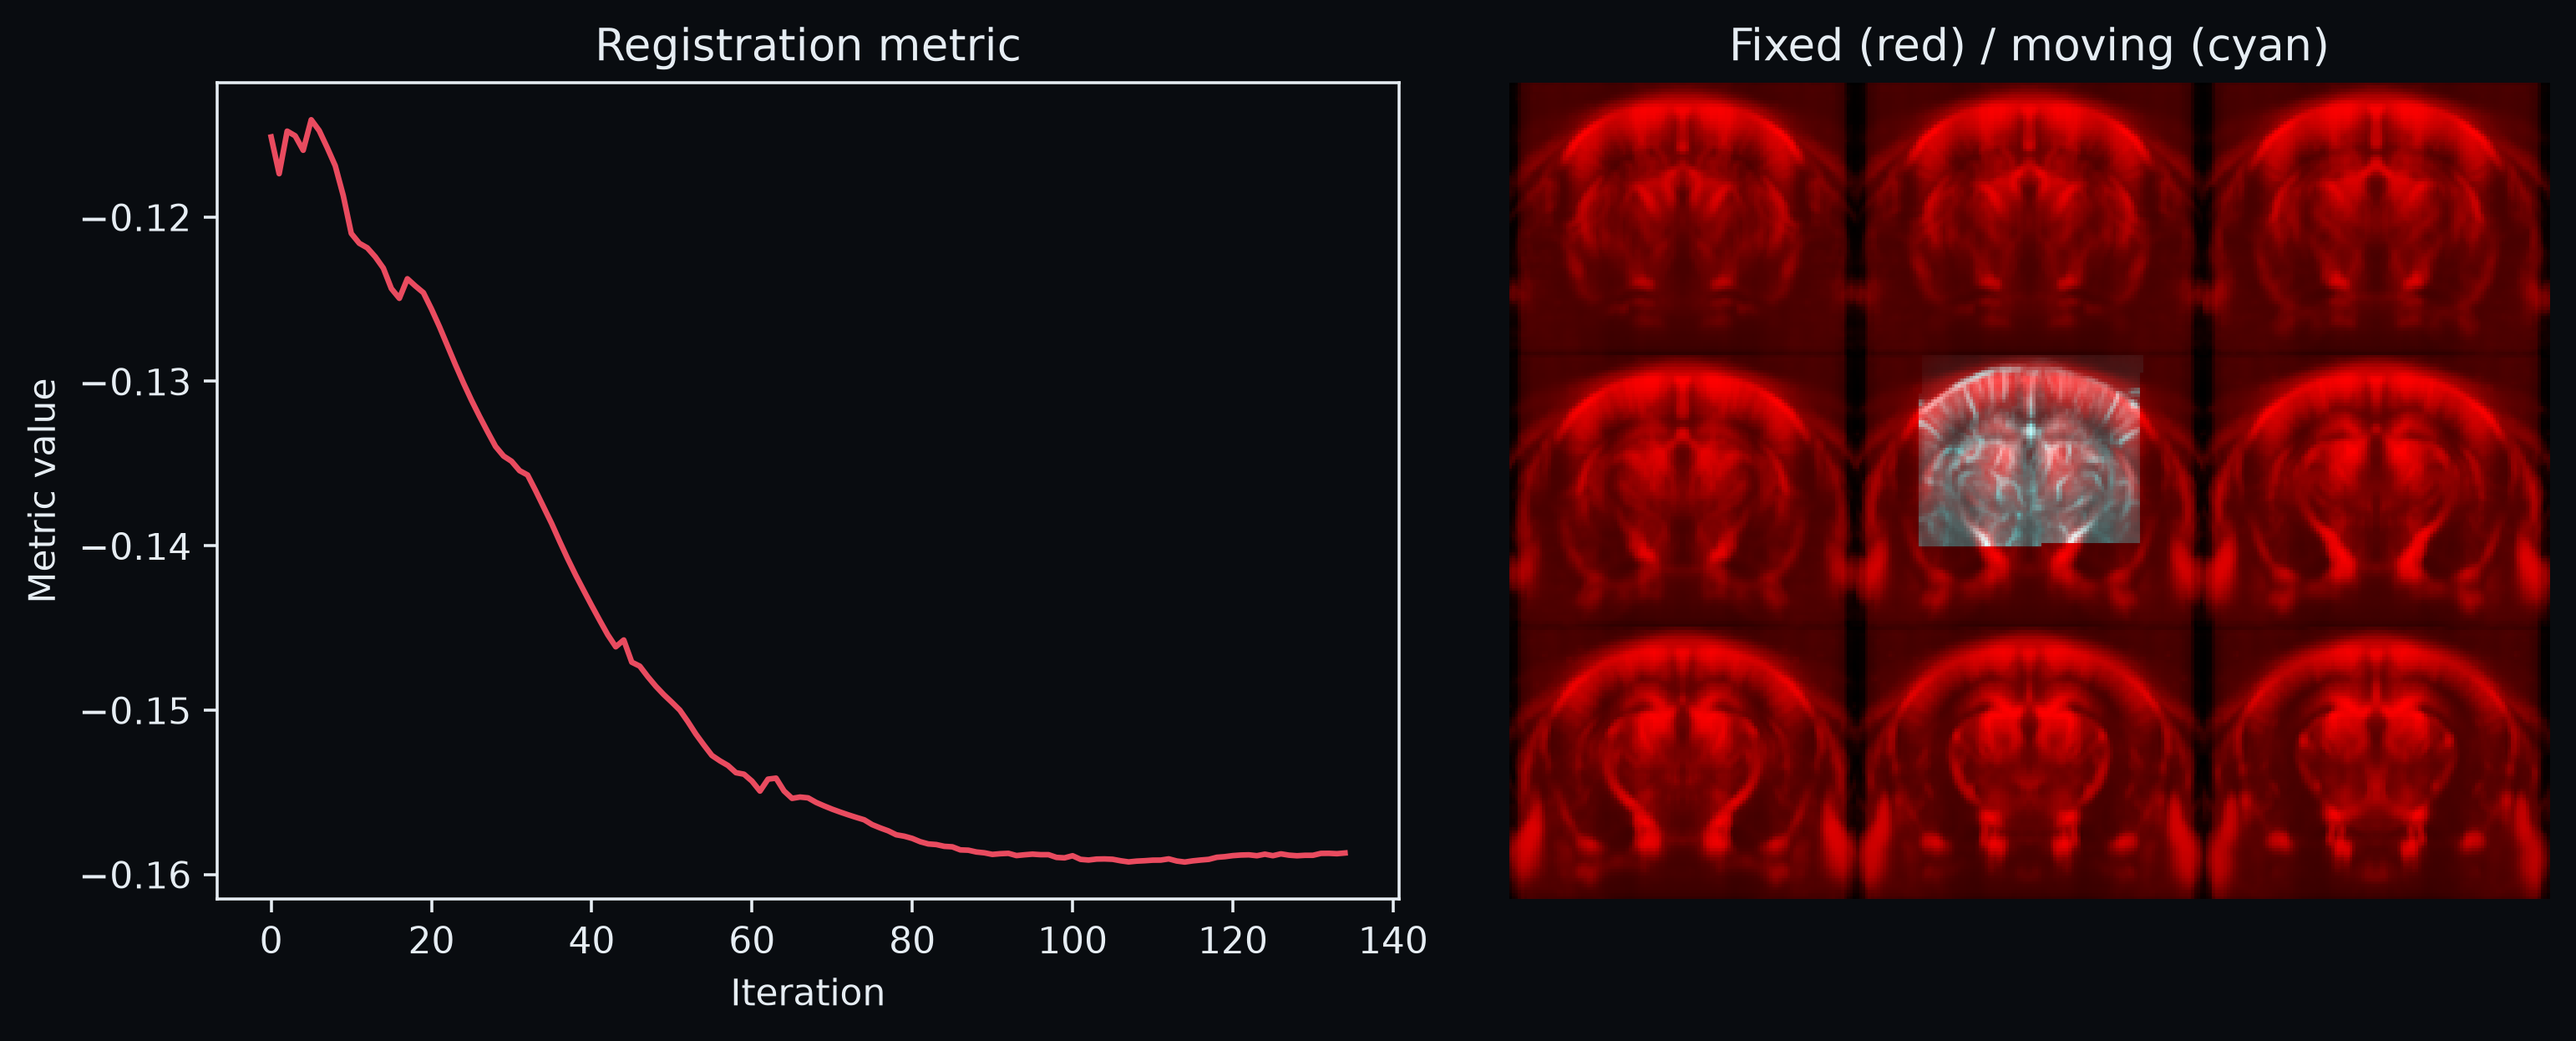 Registration metric
Fixed (red) / moving (cyan)
Metric value
−0.12
−0.13
−0.14
−0.15
−0.16
0 20 40 60 80 100 120 140
Iteration